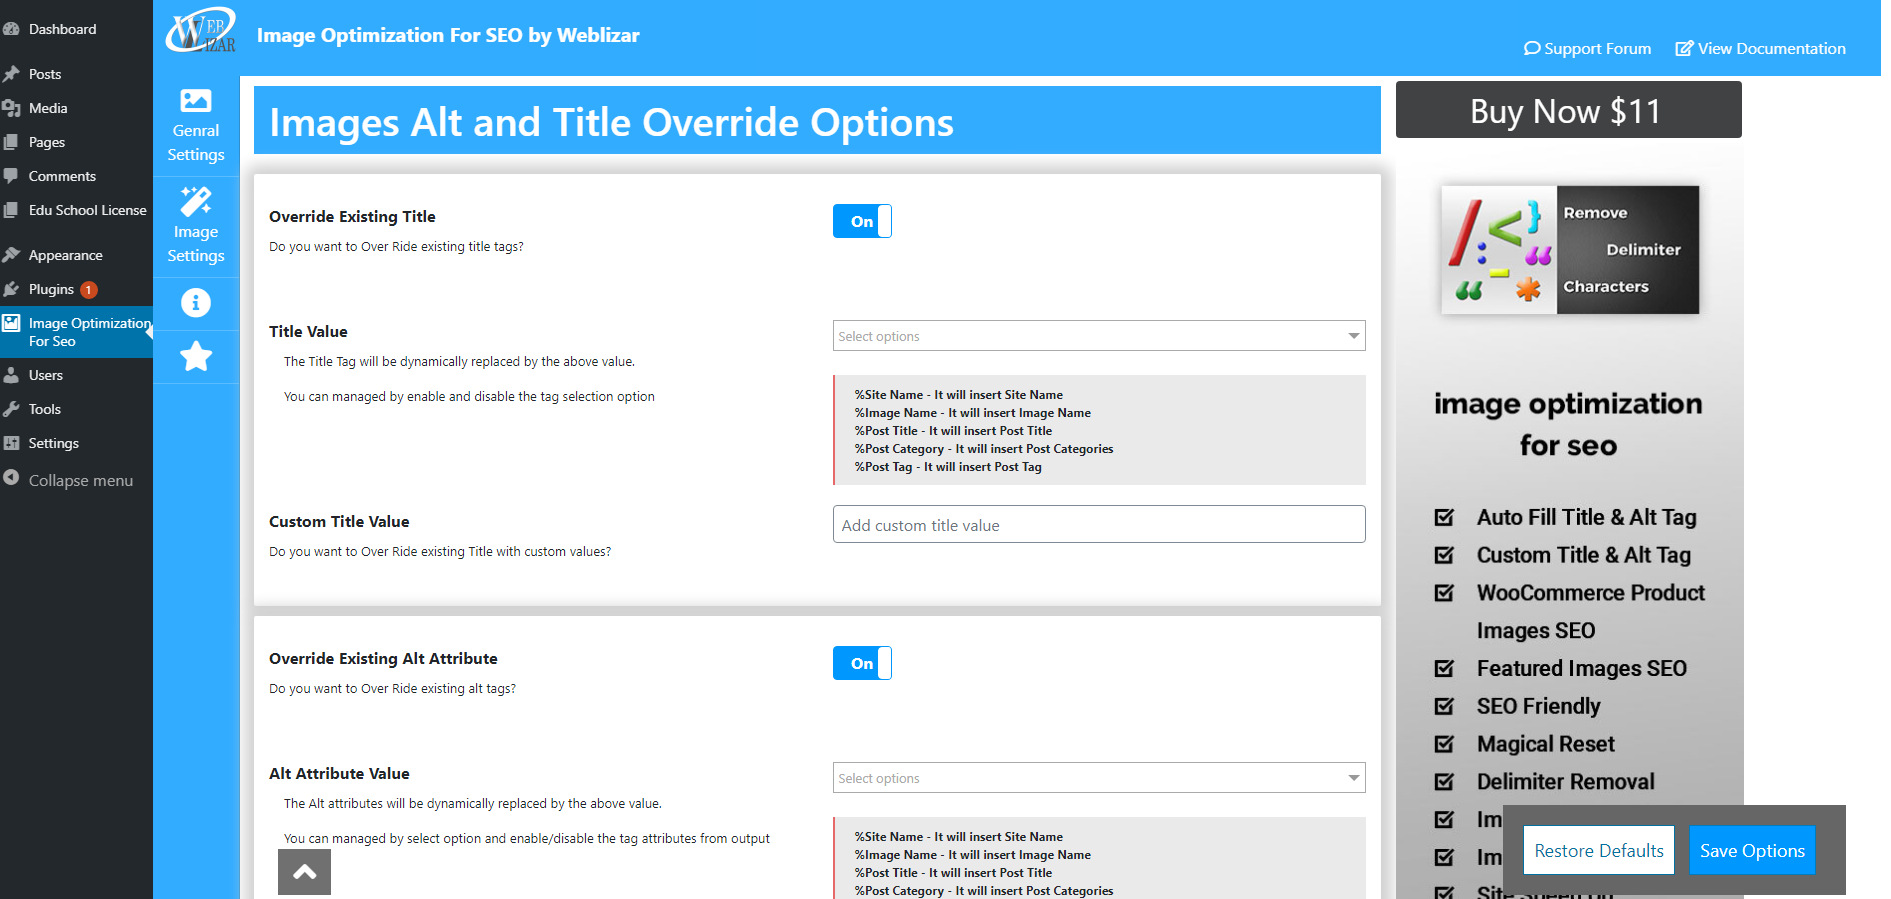 Dashboard
Posts
Media
Pages
Comments
Edu School License
Appearance
Plugins 1
Image Optimization
For Seo
Users
Tools
Settings
Collapse menu
WEB
LIZAR
Image Optimization For SEO by Weblizar
Support Forum
View Documentation
Genral
Settings
Image
Settings
Images Alt and Title Override Options
Override Existing Title
Do you want to Over Ride existing title tags?
On
Title Value
The Title Tag will be dynamically replaced by the above value.
You can managed by enable and disable the tag selection option
Select options
%Site Name - It will insert Site Name
%Image Name - It will insert Image Name
%Post Title - It will insert Post Title
%Post Category - It will insert Post Categories
%Post Tag - It will insert Post Tag
Custom Title Value
Do you want to Over Ride existing Title with custom values?
Add custom title value
Override Existing Alt Attribute
Do you want to Over Ride existing alt tags?
On
Alt Attribute Value
The Alt attributes will be dynamically replaced by the above value.
You can managed by select option and enable/disable the tag attributes from output
Select options
%Site Name - It will insert Site Name
%Image Name - It will insert Image Name
%Post Title - It will insert Post Title
%Post Category - It will insert Post Categories
Buy Now $11
Remove
Delimiter
Characters
image optimization
for seo
Auto Fill Title & Alt Tag
Custom Title & Alt Tag
WooCommerce Product
Images SEO
Featured Images SEO
SEO Friendly
Magical Reset
Delimiter Removal
Im
Im
Restore Defaults
Save Options